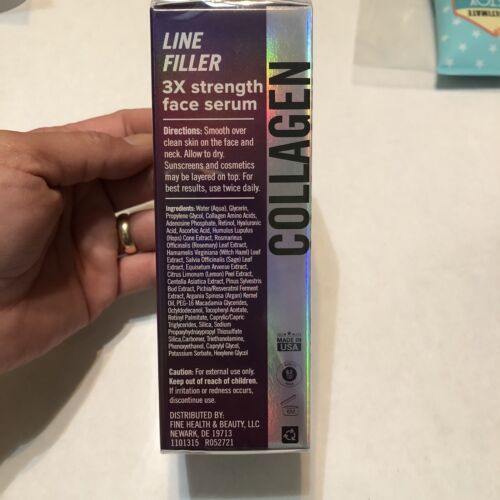 LINE
FILLER
3X strength
face serum
Directions: Smooth over
clean skin on the face and
neck. Allow to dry.
Sunscreens and cosmetics
may be layered on top. For
best results, use twice daily.
Ingredients: Water (Aqua), Glycerin,
Propylene Glycol, Collagen Amino Acids,
Adenosine Phosphate, Retinol, Hyaluronic
Acid, Ascorbic Acid, Humulus Lupulus
(Hops) Cone Extract, Rosmarinus
Officinalis (Rosemary) Leaf Extract,
Hamamelis Virginiana (Witch Hazel) Leaf
Extract, Salvia Officinalis (Sage) Leaf
Extract, Equisetum Arvense Extract,
Citrus Limonum (Lemon) Peel Extract,
Centella Asiatica Extract, Pinus Sylvestris
Bud Extract, Pichia/Resveratrol Ferment
Extract, Argania Spinosa (Argan) Kernel
Oil, PEG-16 Macadamia Glycerides,
Octyldodecanol, Tocopheryl Acetate,
Retinyl Palmitate, Caprylic/Capric
Triglycerides, Silica, Sodium
Propoxyhydroxypropyl Thiosulfate
Silica,Carbomer, Triethanolamine,
Phenoxyethanol, Caprylyl Glycol,
Potassium Sorbate, Hexylene Glycol
Caution: For external use only.
Keep out of reach of children.
If irritation or redness occurs,
discontinue use.
DISTRIBUTED BY:
FINE HEALTH & BEAUTY, LLC
NEWARK, DE 19713
1101315 R052721
COLLAGEN
MADE IN
USA